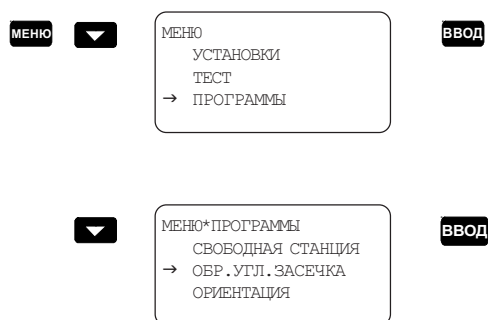 МЕНЮ
МЕНЮ
УСТАНОВКИ
ТЕСТ
→ ПРОГРАММЫ
ВВОД
МЕНЮ*ПРОГРАММЫ
СВОБОДНАЯ СТАНЦИЯ
→ ОБР.УГЛ.ЗАСЕЧКА
ОРИЕНТАЦИЯ
ВВОД